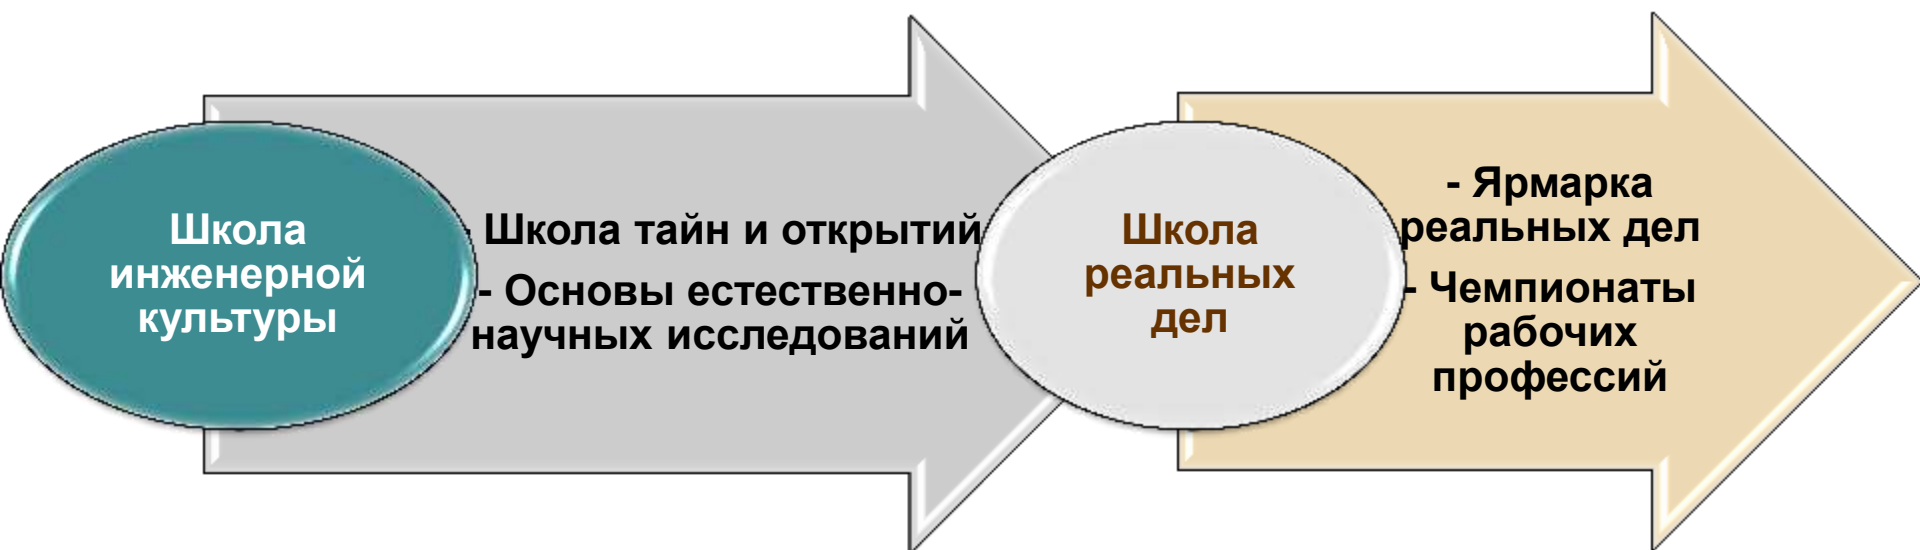 Школа
инженерной
культуры
- Школа тайн и открытий
- Основы естественно-
научных исследований
Школа
реальных
дел
- Ярмарка
реальных дел
- Чемпионаты
рабочих
профессий